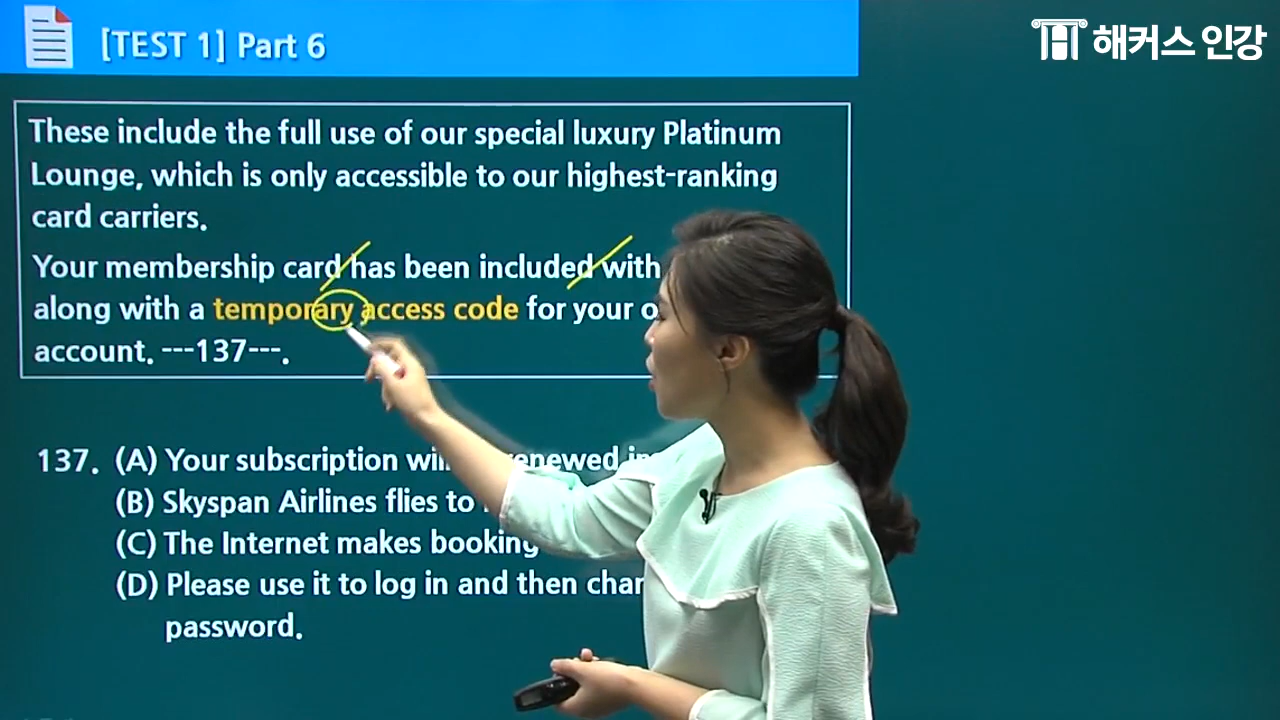 [TEST 1] Part 6
해커스 인강
These include the full use of our special luxury Platinum
Lounge, which is only accessible to our highest-ranking
card carriers.
Your membership card has been included with
along with a temporary access code for your
account. ---137---.
137. (A) Your subscription will renewed
(B) Skyspan Airlines flies to
(C) The Internet makes booking
(D) Please use it to log in and then
password.